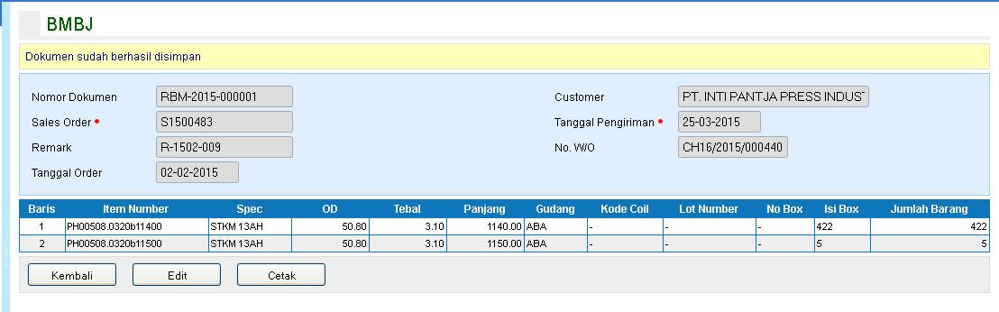 BMBJ
Dokumen sudah berhasil disimpan
Nomor Dokumen RBM-2015-000001 Customer PT. INTI PANTJA PRESS INDUST
Sales Order • S1500483 Tanggal Pengiriman • 25-03-2015
Remark R-1502-009 No. W/O CH16/2015/000440
Tanggal Order 02-02-2015
Baris Item Number Spec OD Tebal Panjang Gudang Kode Coil Lot Number No Box Isi Box Jumlah Barang
1 PH00508.0320b11400 STKM 13AH 50.80 3.10 1140.00 ABA - - - 422 422
2 PH00508.0320b11500 STKM 13AH 50.80 3.10 1150.00 ABA - - - 5 5
Kembali Edit Cetak